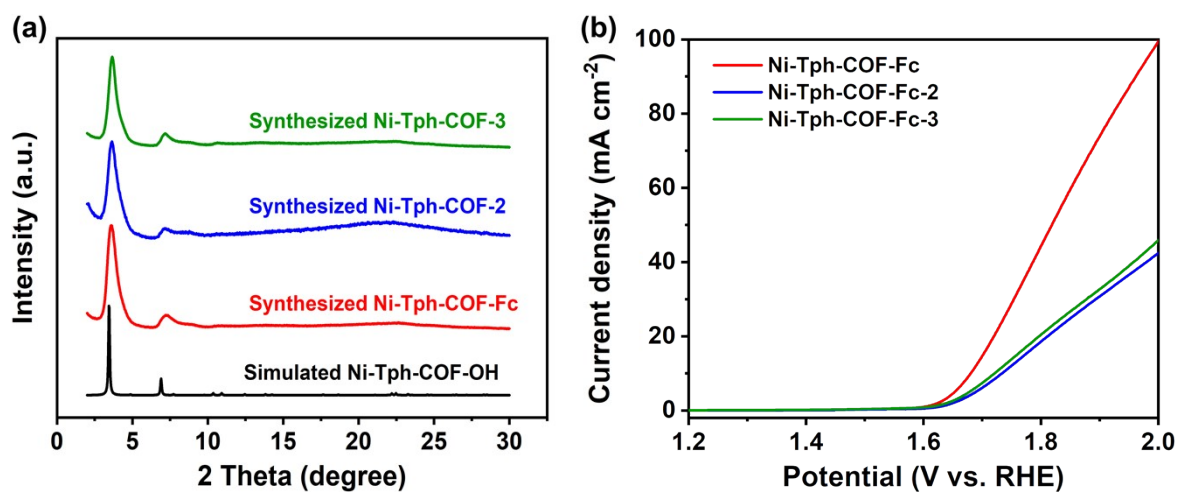 (a)
Synthesized Ni-Tph-COF-3
Synthesized Ni-Tph-COF-2
Synthesized Ni-Tph-COF-Fc
Simulated Ni-Tph-COF-OH
Intensity (a.u.)
0 5 10 15 20 25 30
2 Theta (degree)
(b)
Ni-Tph-COF-Fc
Ni-Tph-COF-Fc-2
Ni-Tph-COF-Fc-3
Current density (mA cm⁻²)
100
80
60
40
20
0
1.2 1.4 1.6 1.8 2.0
Potential (V vs. RHE)